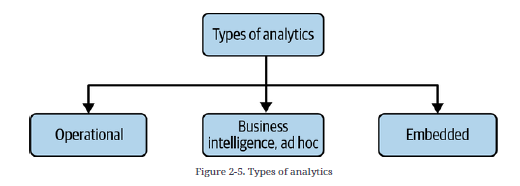 Types of analytics
Operational
Business
intelligence, ad hoc
Embedded
Figure 2-5. Types of analytics